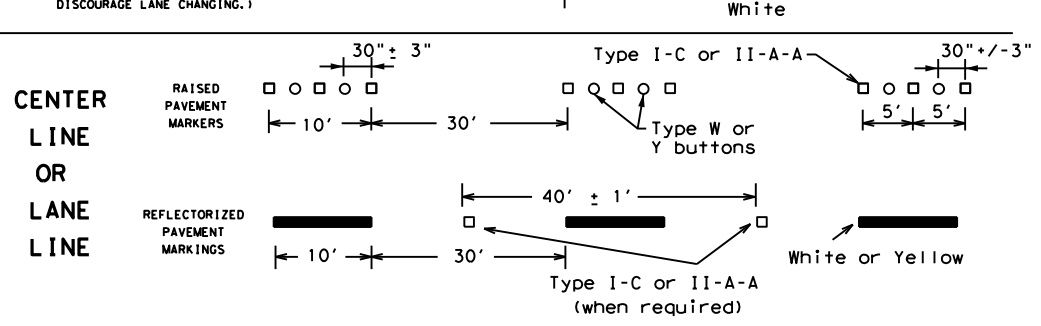 DISCOURAGE LANE CHANGING.)
White
CENTER
LINE
OR
LANE
LINE
RAISED
PAVEMENT
MARKERS
30"± 3"
10'
30'
Type I-C or II-A-A
Type W or
Y buttons
30"+/-3"
5'
5'
REFLECTORIZED
PAVEMENT
MARKINGS
40' ± 1'
10'
30'
Type I-C or II-A-A
(when required)
White or Yellow